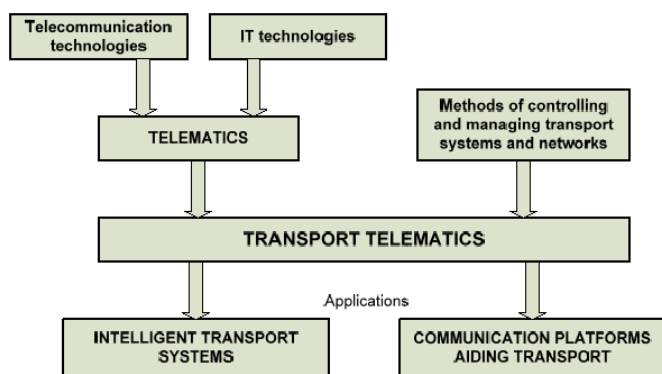 Telecommunication
technologies
IT technologies
Methods of controlling
and managing transport
systems and networks
TELEMATICS
TRANSPORT TELEMATICS
Applications
INTELLIGENT TRANSPORT
SYSTEMS
COMMUNICATION PLATFORMS
AIDING TRANSPORT